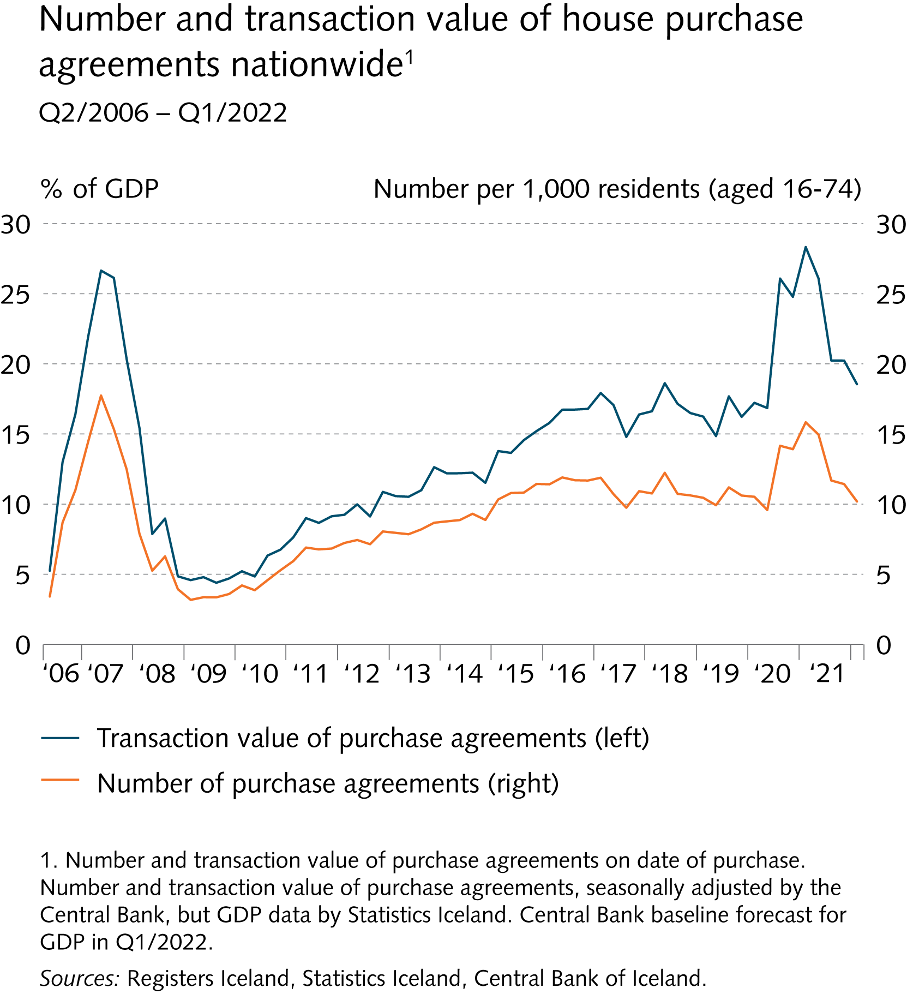 Number and transaction value of house purchase
agreements nationwide¹
Q2/2006 – Q1/2022
% of GDP
Number per 1,000 residents (aged 16-74)
30 30
25 25
20 20
15 15
10 10
5 5
0 0
‘06 ‘07 ‘08 ‘09 ‘10 ‘11 ‘12 ‘13 ‘14 ‘15 ‘16 ‘17 ‘18 ‘19 ‘20 ‘21
Transaction value of purchase agreements (left)
Number of purchase agreements (right)
1. Number and transaction value of purchase agreements on date of purchase.
Number and transaction value of purchase agreements, seasonally adjusted by the
Central Bank, but GDP data by Statistics Iceland. Central Bank baseline forecast for
GDP in Q1/2022.
Sources: Registers Iceland, Statistics Iceland, Central Bank of Iceland.